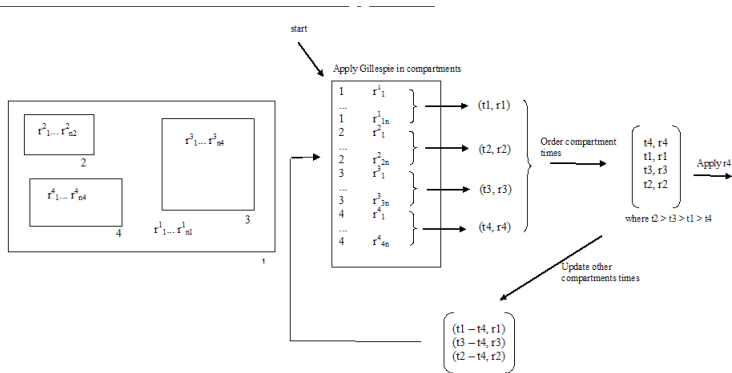 start
Apply Gillespie in compartments
r²₁... r²ₙ₂
2
r³₁... r³ₙ₄
3
r⁴₁... r⁴ₙ₄
4
r¹₁... r¹ₙ₁
1
1 r¹₁
...
1 r¹₁ₙ
2 r²₁
...
2 r²₂ₙ
3 r³₁
...
3 r³₃ₙ
4 r⁴₁
...
4 r⁴₄ₙ
(t1, r1)
(t2, r2)
(t3, r3)
(t4, r4)
Order compartment
times
t4, r4
t1, r1
t3, r3
t2, r2
where t2 > t3 > t1 > t4
Apply r4
Update other
compartments times
(t1 – t4, r1)
(t3 – t4, r3)
(t2 – t4, r2)